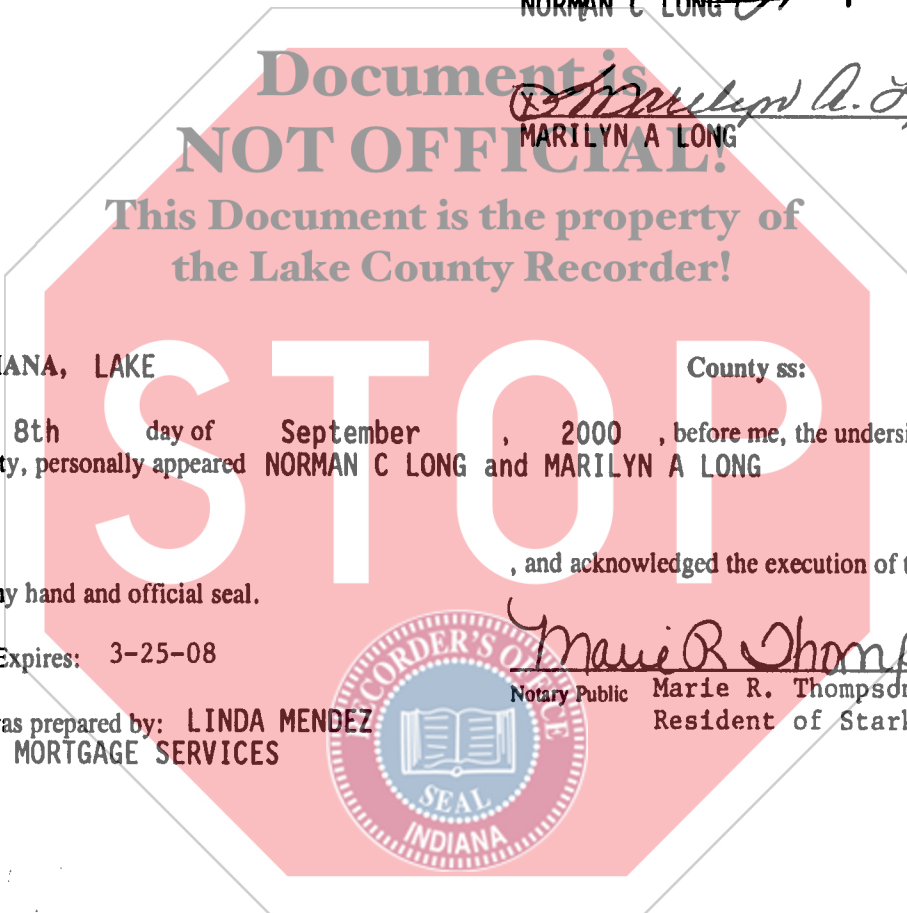 NORMAN C LONG
Document is
Marilyn A.
NOT OFFICIAL!
MARILYN A LONG
This Document is the property of
the Lake County Recorder!
IANA, LAKE County ss:
STOP
8th day of September , 2000 , before me, the undersi
ty, personally appeared NORMAN C LONG and MARILYN A LONG
, and acknowledged the execution of t
y hand and official seal.
Expires: 3-25-08
Marie R Thomp
Notary Public Marie R. Thompson
Resident of Stark
as prepared by: LINDA MENDEZ
MORTGAGE SERVICES
RECORDER'S OFFICE
SEAL
INDIANA